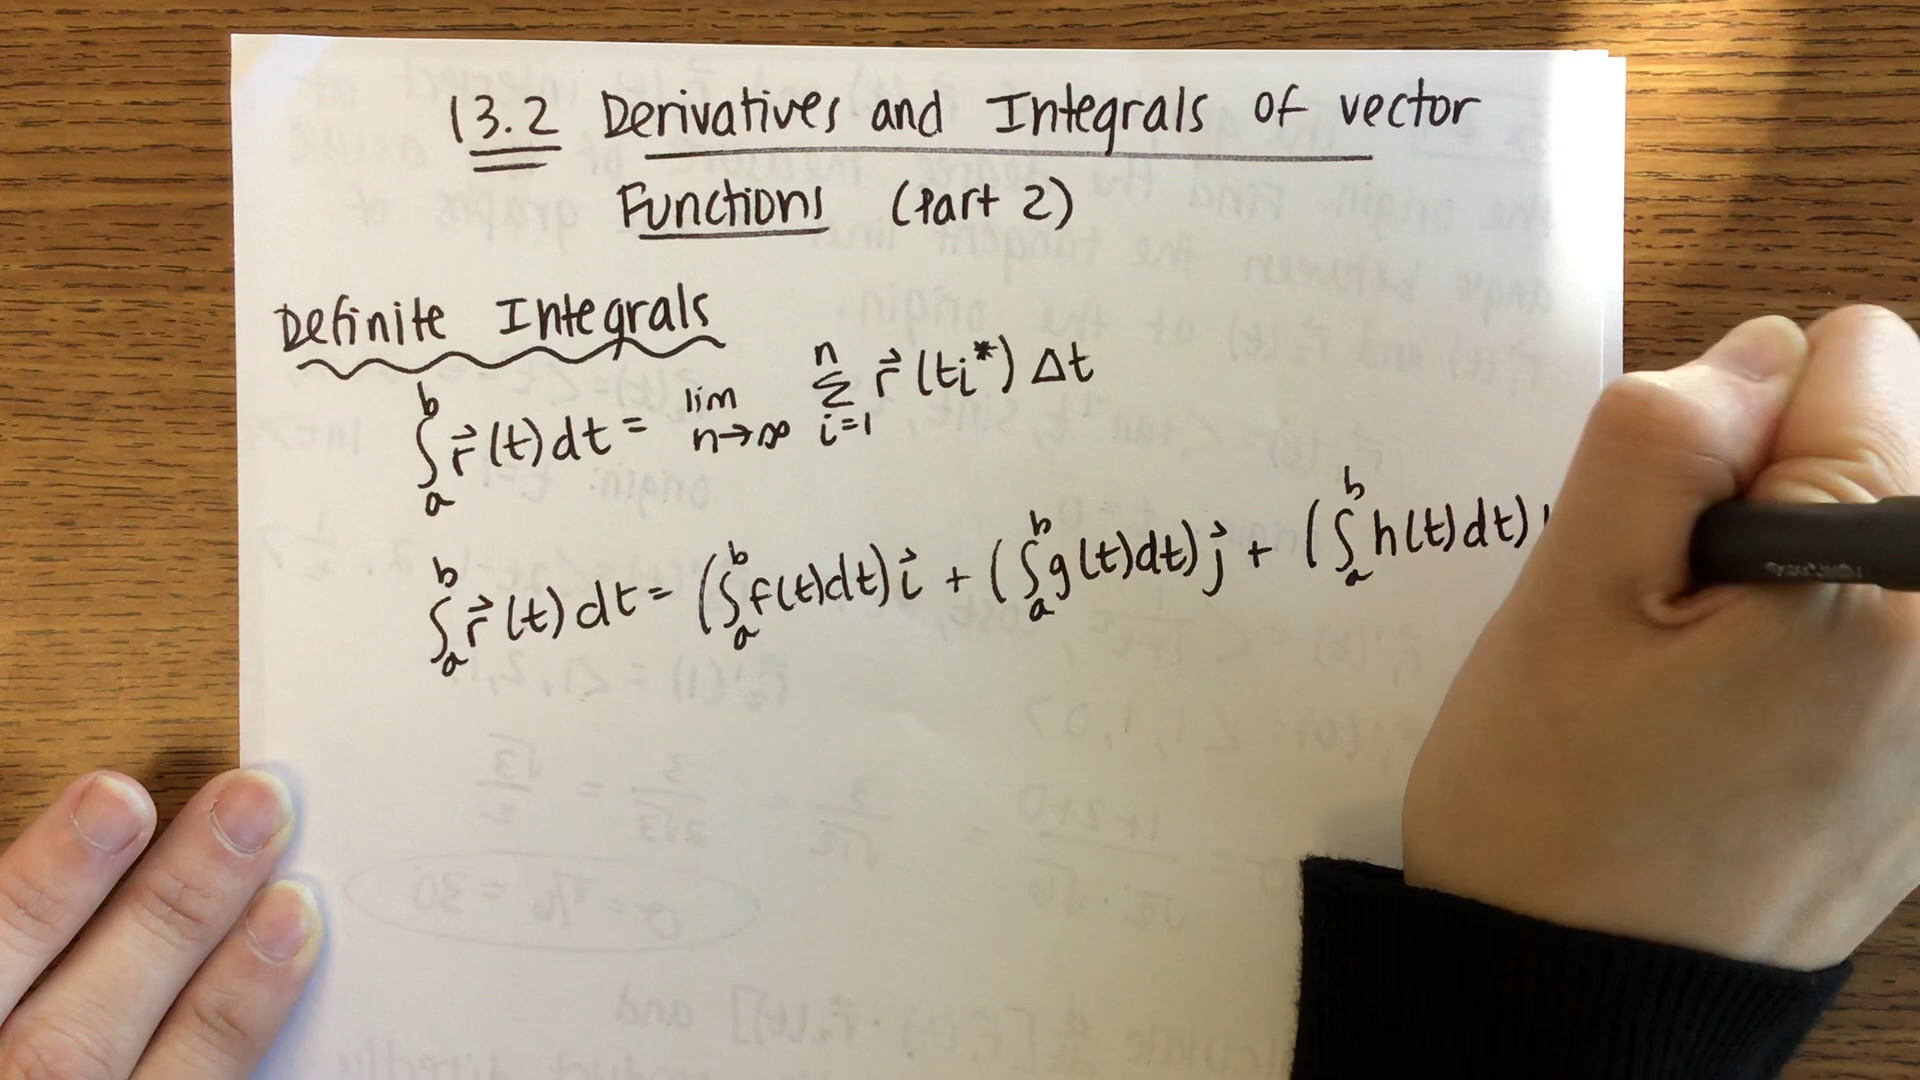 13.2 Derivatives and Integrals of vector
Functions (Part 2)
Definite Integrals
∫_a^b r⃗(t)dt = lim_{n→∞} Σ_{i=1}^n r⃗(ti*) Δt
∫_a^b r⃗(t)dt = (∫_a^b f(t)dt)i⃗ + (∫_a^b g(t)dt)j⃗ + (∫_a^b h(t)dt)